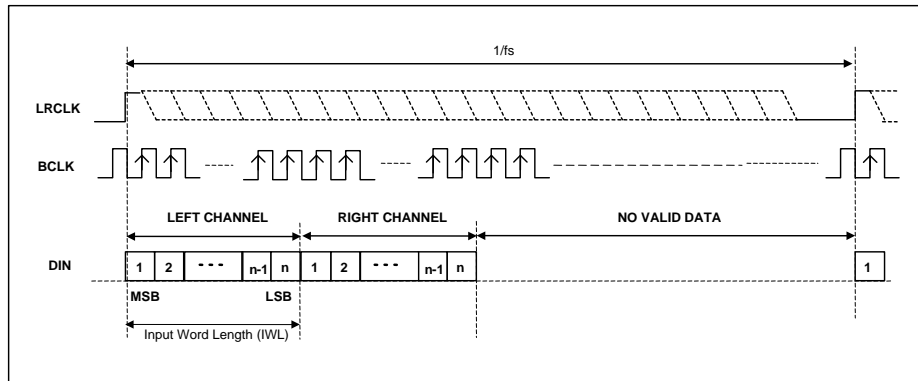 1/fs
LRCLK
BCLK
LEFT CHANNEL RIGHT CHANNEL NO VALID DATA
DIN 1 2 n-1 n 1 2 n-1 n 1
MSB LSB
Input Word Length (IWL)